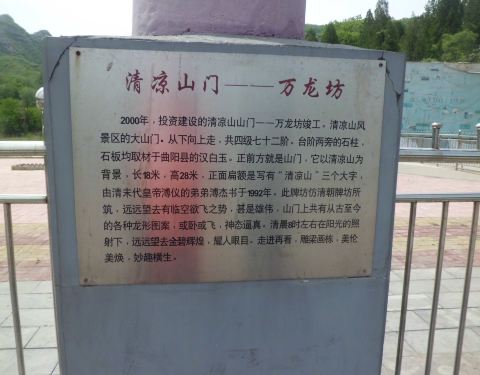 清凉山门——万龙坊
2000年，投资建设的清凉山山门——万龙坊竣工。清凉山风
景区的大山门。从下向上走，共四级七十二阶。台阶两旁的石柱，
石板均取材于曲阳县的汉白玉。正前方就是山门，它以清凉山为
背景，长18米，高28米，正面扁额是写有“清凉山”三个大字，
由清末代皇帝溥仪的弟弟溥杰书于1992年。此牌坊仿清朝牌坊所
筑，远远望去有临空欲飞之势，甚是雄伟，山门上共有从古至今
的各种龙形图案，或卧或飞，神态逼真。清晨8时左右在阳光的照
射下，远远望去金碧辉煌，耀人眼目。走进再看，雕梁画栋，美伦
美焕，妙趣横生。